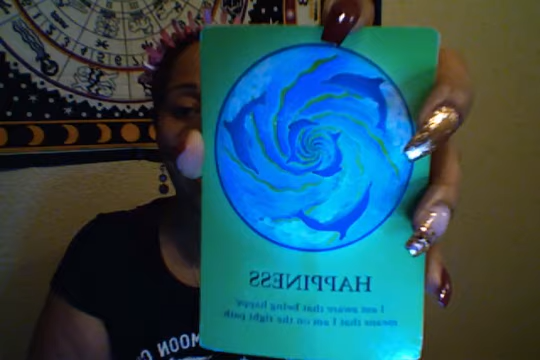 HAPPINESS
I am aware that being happy
means that I am on the right path
MOON C